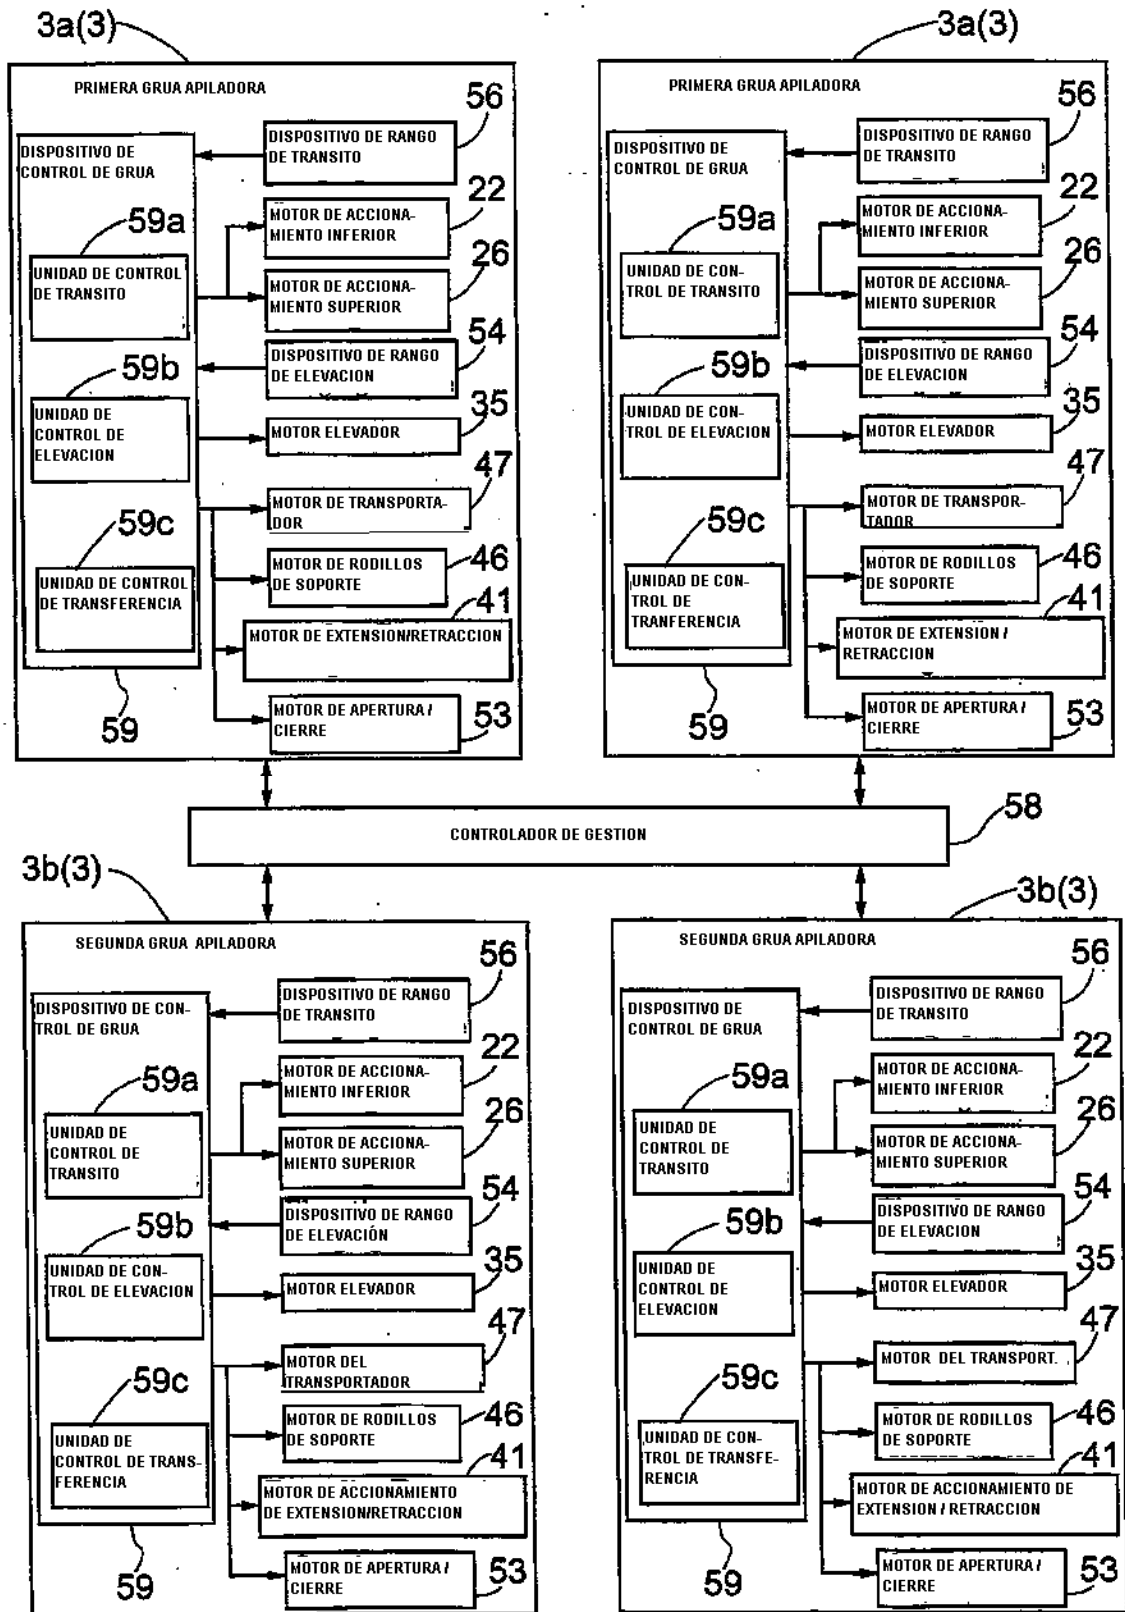 3a(3)
PRIMERA GRUA APILADORA
56
DISPOSITIVO DE
CONTROL DE GRUA
DISPOSITIVO DE RANGO
DE TRANSITO
59a
22
MOTOR DE ACCIONA-
MIENTO INFERIOR
UNIDAD DE CONTROL
DE TRANSITO
26
MOTOR DE ACCIONA-
MIENTO SUPERIOR
54
DISPOSITIVO DE RANGO
DE ELEVACION
59b
UNIDAD DE
CONTROL DE
ELEVACION
35
MOTOR ELEVADOR
47
MOTOR DE TRANSPORTA-
DOR
59c
46
MOTOR DE RODILLOS
DE SOPORTE
UNIDAD DE CONTROL
DE TRANSFERENCIA
41
MOTOR DE EXTENSION/RETRACCION
59
MOTOR DE APERTURA /
CIERRE
53
3a(3)
PRIMERA GRUA APILADORA
56
DISPOSITIVO DE
CONTROL DE GRUA
DISPOSITIVO DE RANGO
DE TRANSITO
59a
22
MOTOR DE ACCIONA-
MIENTO INFERIOR
UNIDAD DE CON-
TROL DE TRANSITO
26
MOTOR DE ACCIONA-
MIENTO SUPERIOR
54
DISPOSITIVO DE RANGO
DE ELEVACION
59b
UNIDAD DE CON-
TROL DE ELEVACION
35
MOTOR ELEVADOR
47
MOTOR DE TRANSPOR-
TADOR
59c
46
MOTOR DE RODILLOS
DE SOPORTE
UNIDAD DE CON-
TROL DE
TRANFERENCIA
41
MOTOR DE EXTENSION /
RETRACCION
59
MOTOR DE APERTURA /
CIERRE
53
CONTROLADOR DE GESTION
58
3b(3)
SEGUNDA GRUA APILADORA
56
DISPOSITIVO DE CON-
TROL DE GRUA
DISPOSITIVO DE RANGO
DE TRANSITO
59a
22
MOTOR DE ACCIONA-
MIENTO INFERIOR
UNIDAD DE
CONTROL DE
TRANSITO
26
MOTOR DE ACCIONA-
MIENTO SUPERIOR
54
DISPOSITIVO DE RANGO
DE ELEVACIÓN
59b
UNIDAD DE CON-
TROL DE ELEVACION
35
MOTOR ELEVADOR
47
MOTOR DEL
TRANSPORTADOR
59c
46
MOTOR DE RODILLOS
DE SOPORTE
UNIDAD DE
CONTROL DE TRANS-
FERENCIA
41
MOTOR DE ACCIONAMIENTO
DE EXTENSION/RETRACCION
59
MOTOR DE APERTURA /
CIERRE
53
3b(3)
SEGUNDA GRUA APILADORA
56
DISPOSITIVO DE
CONTROL DE GRUA
DISPOSITIVO DE RANGO
DE TRANSITO
59a
22
MOTOR DE ACCIONA-
MIENTO INFERIOR
UNIDAD DE
CONTROL DE
TRANSITO
26
MOTOR DE ACCIONA-
MIENTO SUPERIOR
54
DISPOSITIVO DE RANGO
DE ELEVACION
59b
UNIDAD DE
CONTROL DE
ELEVACION
35
MOTOR ELEVADOR
47
MOTOR DEL TRANSPORT.
59c
46
MOTOR DE RODILLOS
DE SOPORTE
UNIDAD DE CON-
TROL DE TRANSFE-
RENCIA
41
MOTOR DE ACCIONAMIENTO DE
EXTENSION / RETRACCION
59
MOTOR DE APERTURA /
CIERRE
53